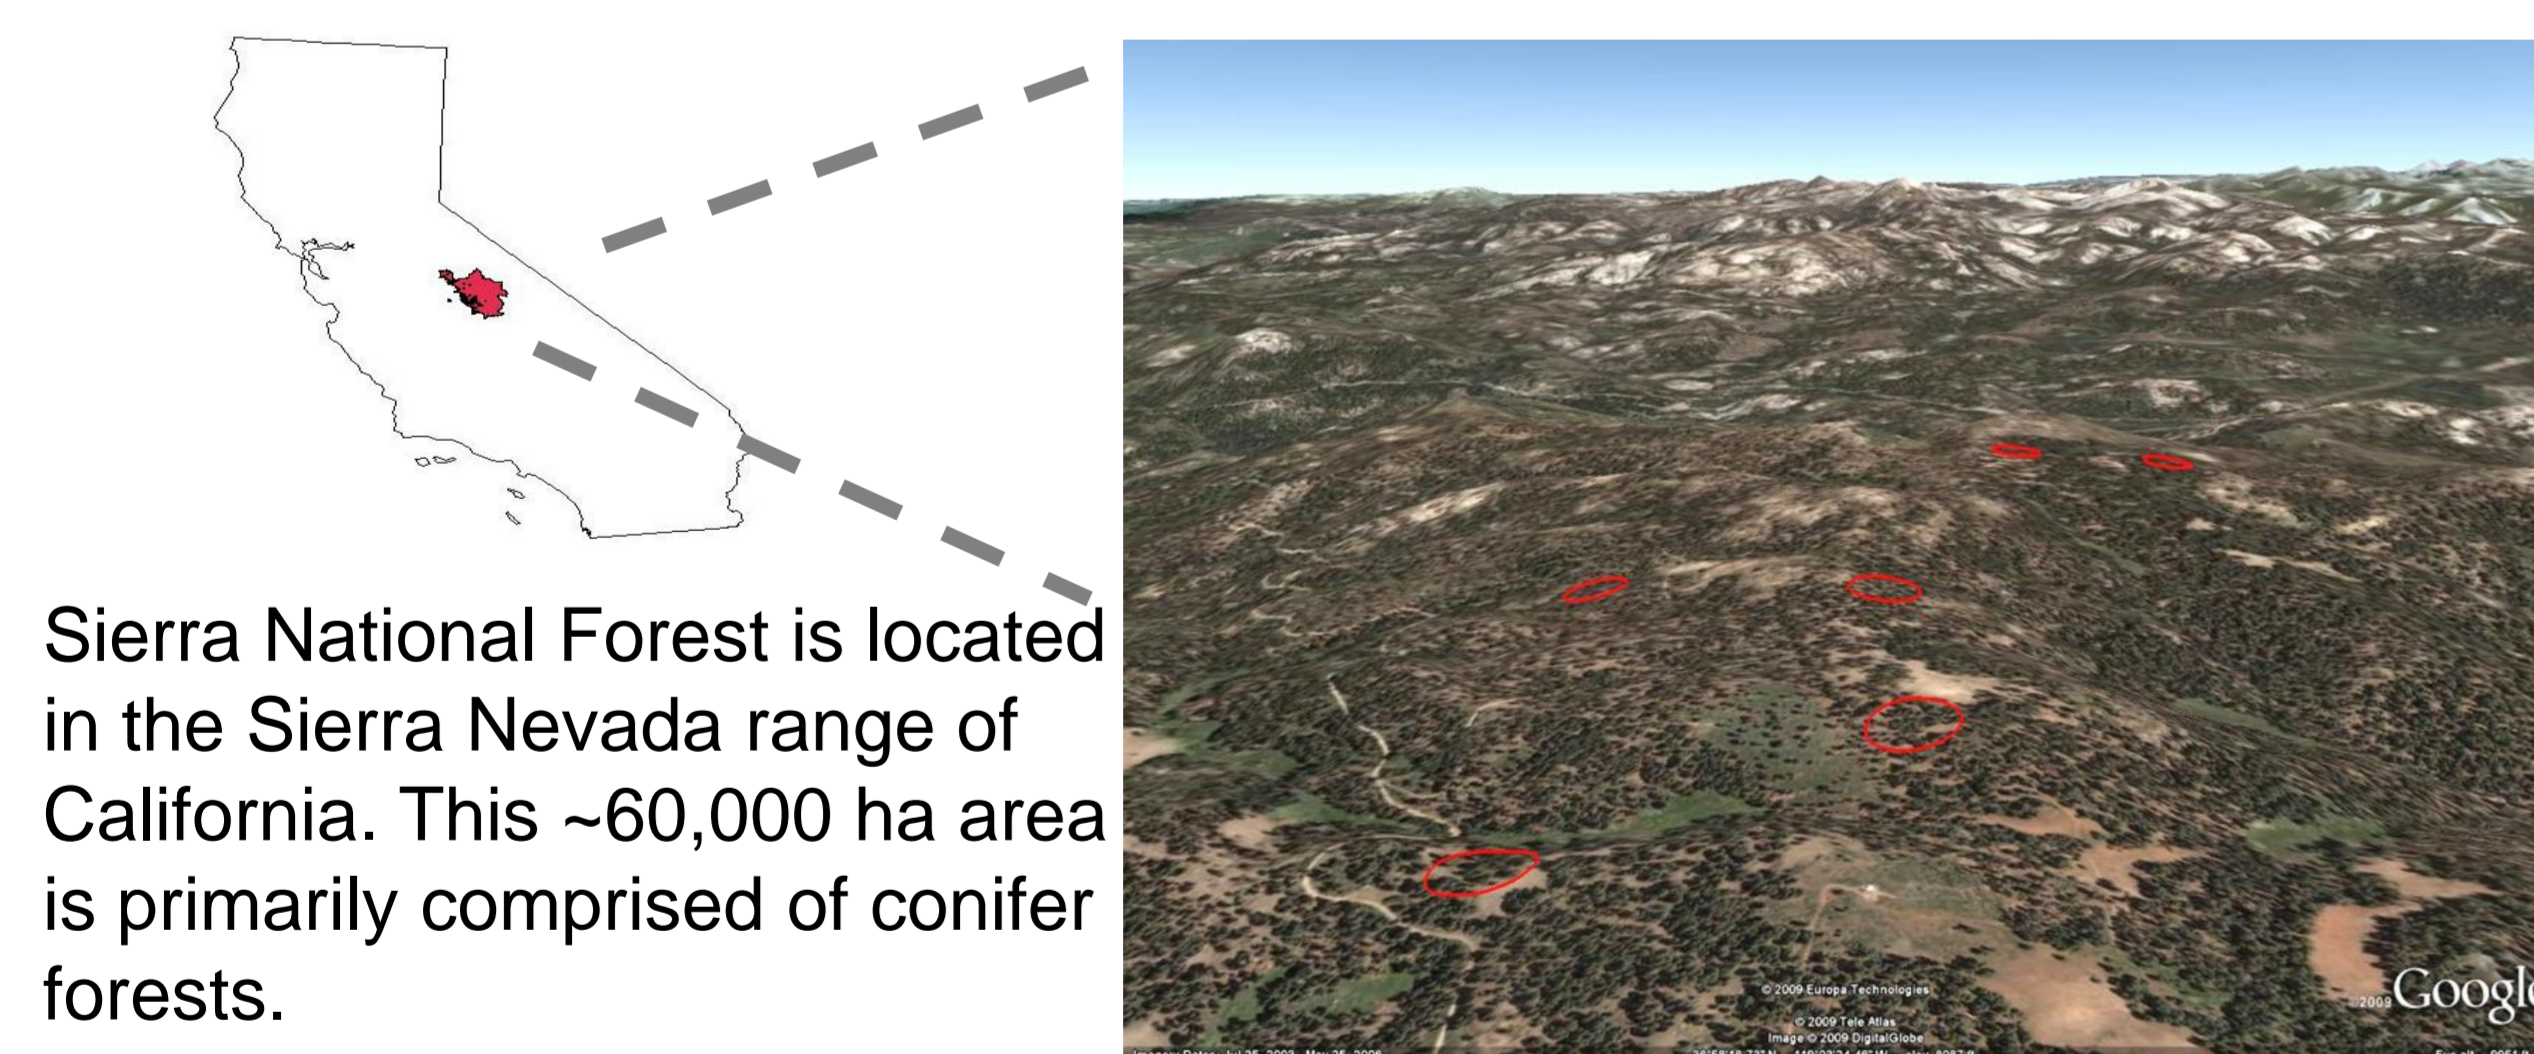 Sierra National Forest is located
in the Sierra Nevada range of
California. This ~60,000 ha area
is primarily comprised of conifer
forests.
© 2009 Europa Technologies
© 2009 Tele Atlas
Image © 2009 DigitalGlobe
©2009 Google